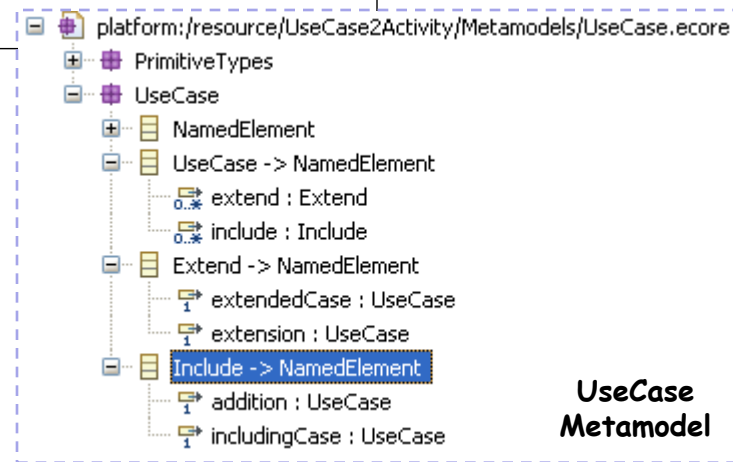 platform:/resource/UseCase2Activity/Metamodels/UseCase.ecore
PrimitiveTypes
UseCase
NamedElement
UseCase -> NamedElement
0..* extend : Extend
0..* include : Include
Extend -> NamedElement
1 extendedCase : UseCase
1 extension : UseCase
Include -> NamedElement
1 addition : UseCase
1 includingCase : UseCase
UseCase
Metamodel